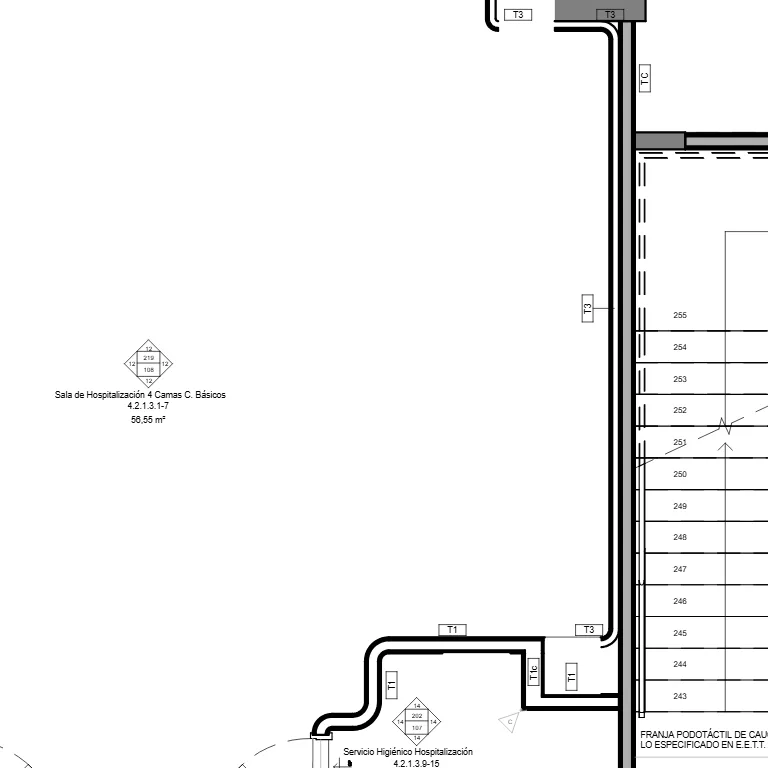 T3
T3
TC
T3
255
254
253
252
251
250
249
248
247
246
245
244
243
12
219
12
12
108
12
Sala de Hospitalización 4 Camas C. Básicos
4.2.1.3.1-7
56,55 m²
T1
T3
T1
T1c
T1
14
202
14
14
107
14
C
Servicio Higiénico Hospitalización
4.2.1.3.9-15
FRANJA PODOTÁCTIL DE CAU
LO ESPECIFICADO EN E.E.T.T.